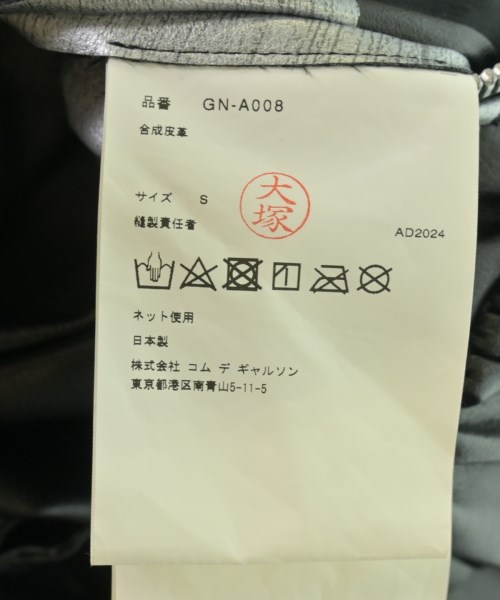 品番 GN-A008
合成皮革
サイズ S
大塚
縫製責任者
AD2024
ネット使用
日本製
株式会社 コム デ ギャルソン
東京都港区南青山5-11-5